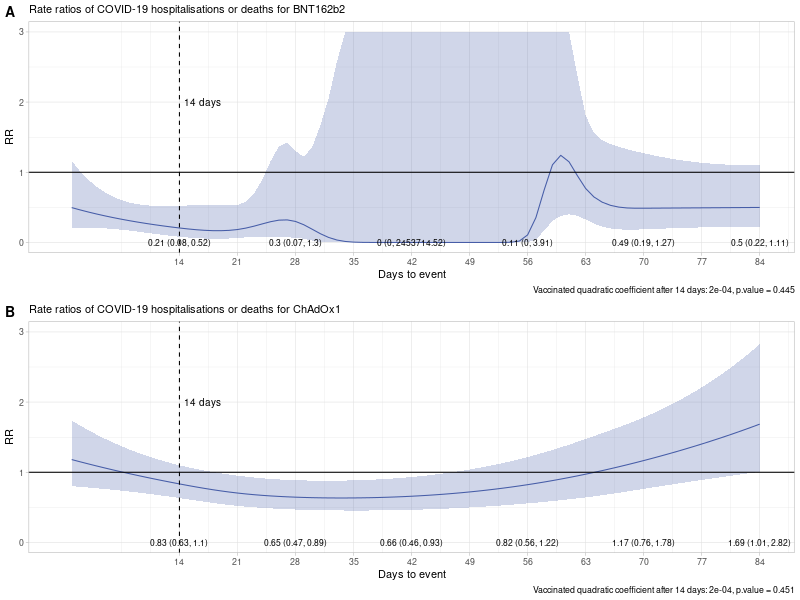 A
Rate ratios of COVID-19 hospitalisations or deaths for BNT162b2
3
2
1
0
RR
14 days
0.21 (0.08, 0.52) 0.3 (0.07, 1.3) 0 (0, 2453714.52) 0.11 (0, 3.91) 0.49 (0.19, 1.27) 0.5 (0.22, 1.11)
14 21 28 35 42 49 56 63 70 77 84
Days to event
Vaccinated quadratic coefficient after 14 days: 2e-04, p.value = 0.445
B
Rate ratios of COVID-19 hospitalisations or deaths for ChAdOx1
3
2
1
0
RR
14 days
0.83 (0.63, 1.1) 0.65 (0.47, 0.89) 0.66 (0.46, 0.93) 0.82 (0.56, 1.22) 1.17 (0.76, 1.78) 1.69 (1.01, 2.82)
14 21 28 35 42 49 56 63 70 77 84
Days to event
Vaccinated quadratic coefficient after 14 days: 2e-04, p.value = 0.451